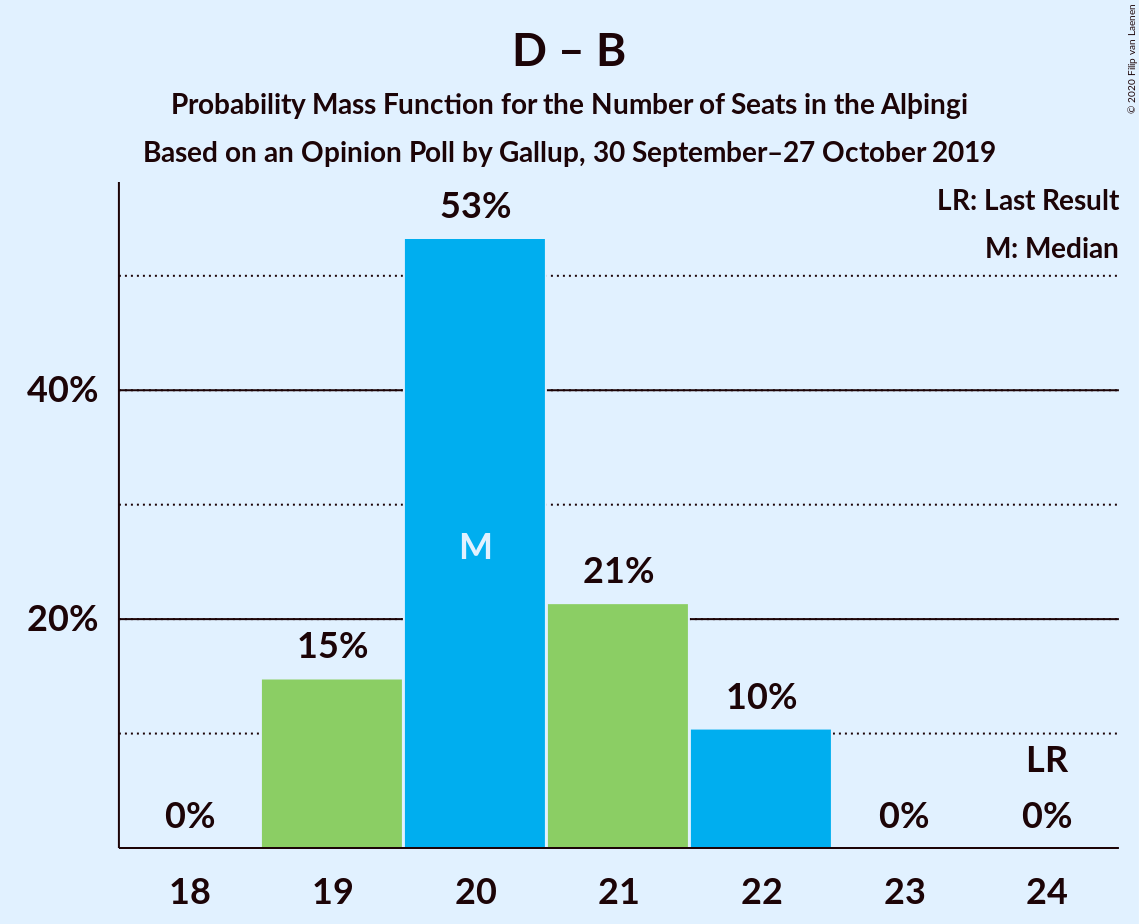 D – B
Probability Mass Function for the Number of Seats in the Alþingi
Based on an Opinion Poll by Gallup, 30 September–27 October 2019
© 2020 Filip van Laenen
LR: Last Result
M: Median
53%
40%
M
21%
20%
15%
10%
LR
0%
0%
0%
18
19
20
21
22
23
24